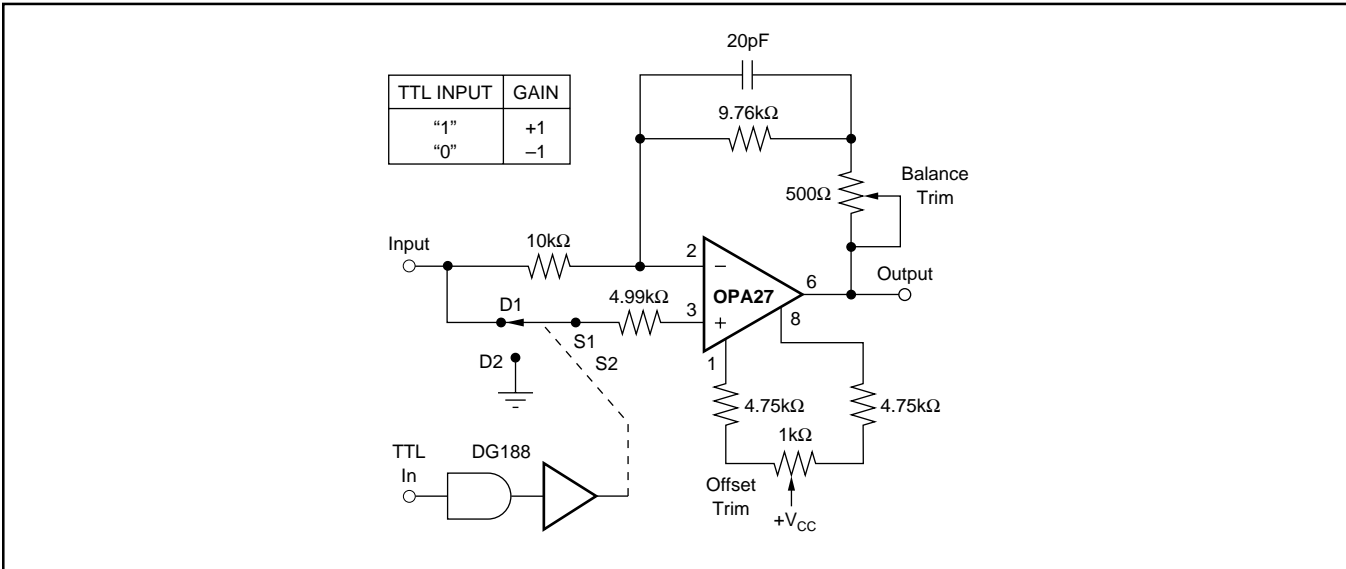 20pF
TTL INPUT GAIN
“1” +1
“0” –1
9.76kΩ
500Ω
Balance
Trim
Input
10kΩ
2
–
OPA27
6
Output
D1
4.99kΩ
3
+
8
S1
D2
S2
1
4.75kΩ
4.75kΩ
1kΩ
TTL
In
DG188
Offset
Trim
+VCC